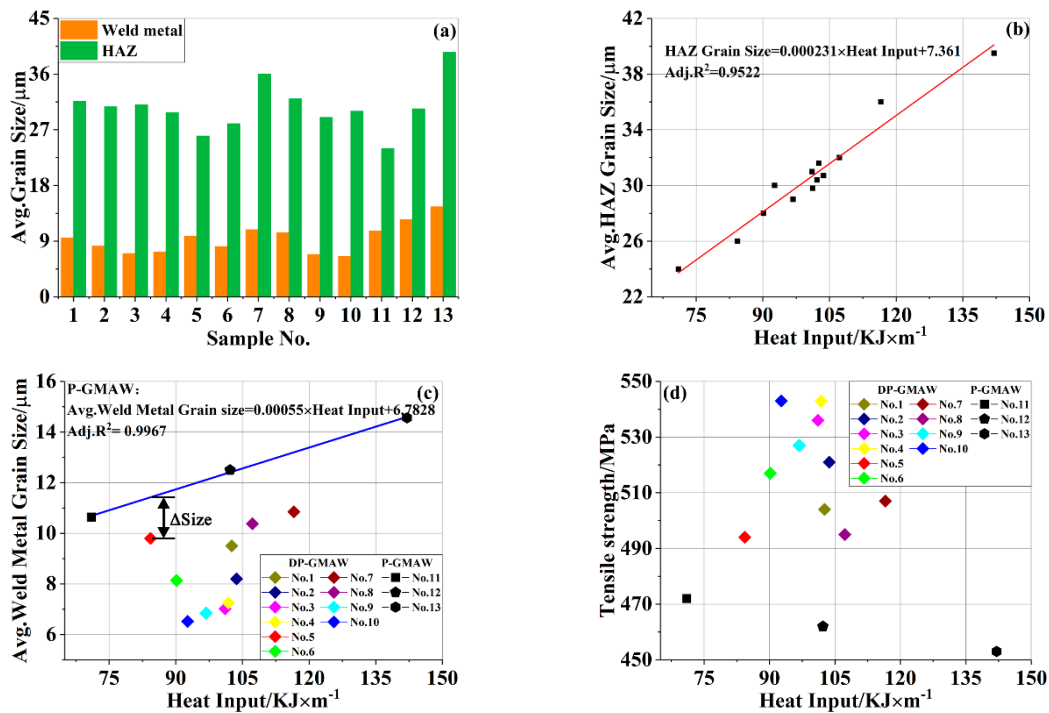 45
36
27
18
9
0
Avg.Grain Size/μm
Weld metal
HAZ
(a)
1 2 3 4 5 6 7 8 9 10 11 12 13
Sample No.
42
38
34
30
26
22
Avg.HAZ Grain Size/μm
(b)
HAZ Grain Size=0.000231×Heat Input+7.361
Adj.R²=0.9522
75 90 105 120 135 150
Heat Input/KJ×m⁻¹
16
14
12
10
8
6
Avg.Weld Metal Grain Size/μm
P-GMAW:
(c)
Avg.Weld Metal Grain size=0.00055×Heat Input+6.7828
Adj.R²= 0.9967
ΔSize
DP-GMAW P-GMAW
No.1 No.7 No.11
No.2 No.8 No.12
No.3 No.9 No.13
No.4 No.10
No.5
No.6
75 90 105 120 135 150
Heat Input/KJ×m⁻¹
550
530
510
490
470
450
Tensile strength/MPa
(d)
DP-GMAW P-GMAW
No.1 No.7 No.11
No.2 No.8 No.12
No.3 No.9 No.13
No.4 No.10
No.5
No.6
75 90 105 120 135 150
Heat Input/KJ×m⁻¹